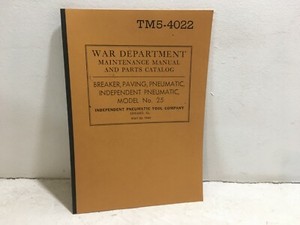 TM5-4022
WAR DEPARTMENT
MAINTENANCE MANUAL
AND PARTS CATALOG
BREAKER, PAVING, PNEUMATIC,
INDEPENDENT PNEUMATIC,
MODEL No.
INDEPENDENT PNEUMATIC TOOL COMPANY